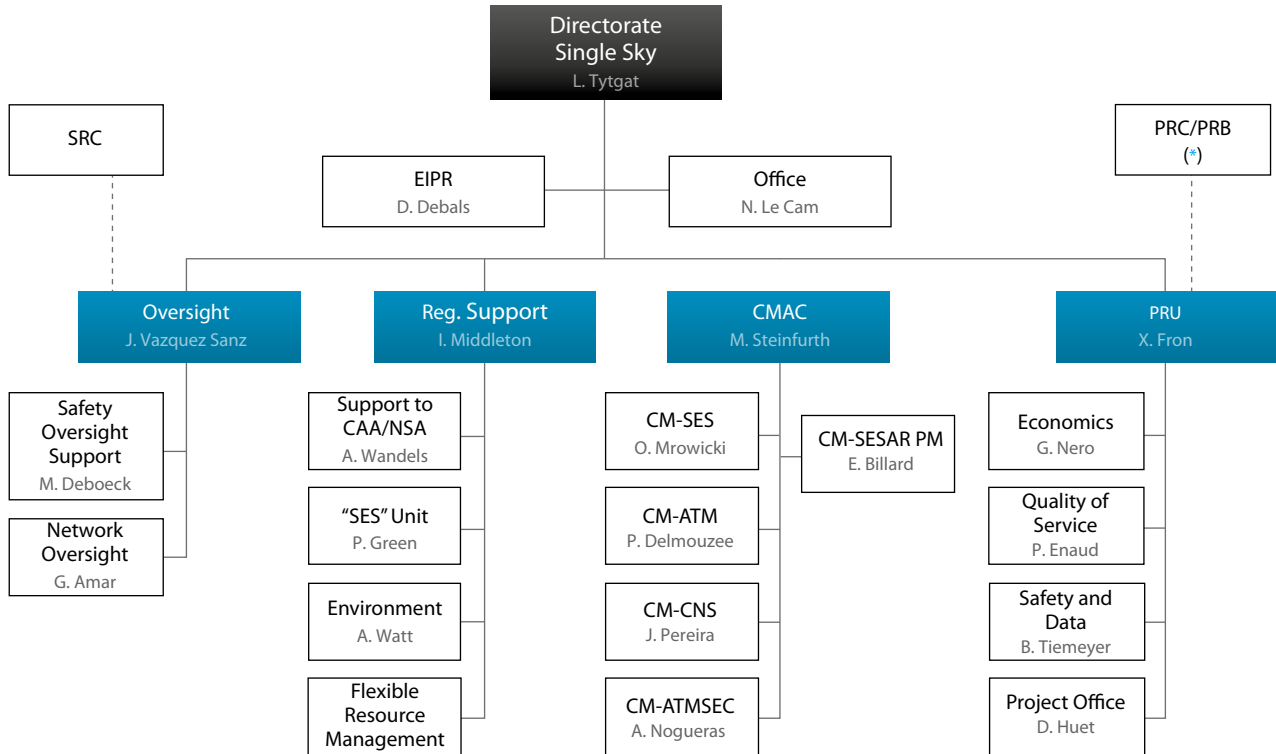 Directorate
Single Sky
L. Tytgat
SRC
PRC/PRB
(*)
EIPR
D. Debals
Office
N. Le Cam
Oversight
J. Vazquez Sanz
Reg. Support
I. Middleton
CMAC
M. Steinfurth
PRU
X. Fron
Safety
Oversight
Support
M. Deboeck
Network
Oversight
G. Amar
Support to
CAA/NSA
A. Wandels
“SES” Unit
P. Green
Environment
A. Watt
Flexible
Resource
Management
CM-SES
O. Mrowicki
CM-SESAR PM
E. Billard
CM-ATM
P. Delmouzee
CM-CNS
J. Pereira
CM-ATMSEC
A. Nogueras
Economics
G. Nero
Quality of
Service
P. Enaud
Safety and
Data
B. Tiemeyer
Project Office
D. Huet